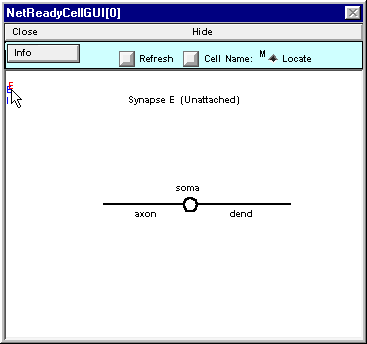 NetReadyCellGUI[0]
Close Hide
Info Refresh Cell Name: M Locate
E
E
I
Synapse E (Unattached)
soma
axon dend